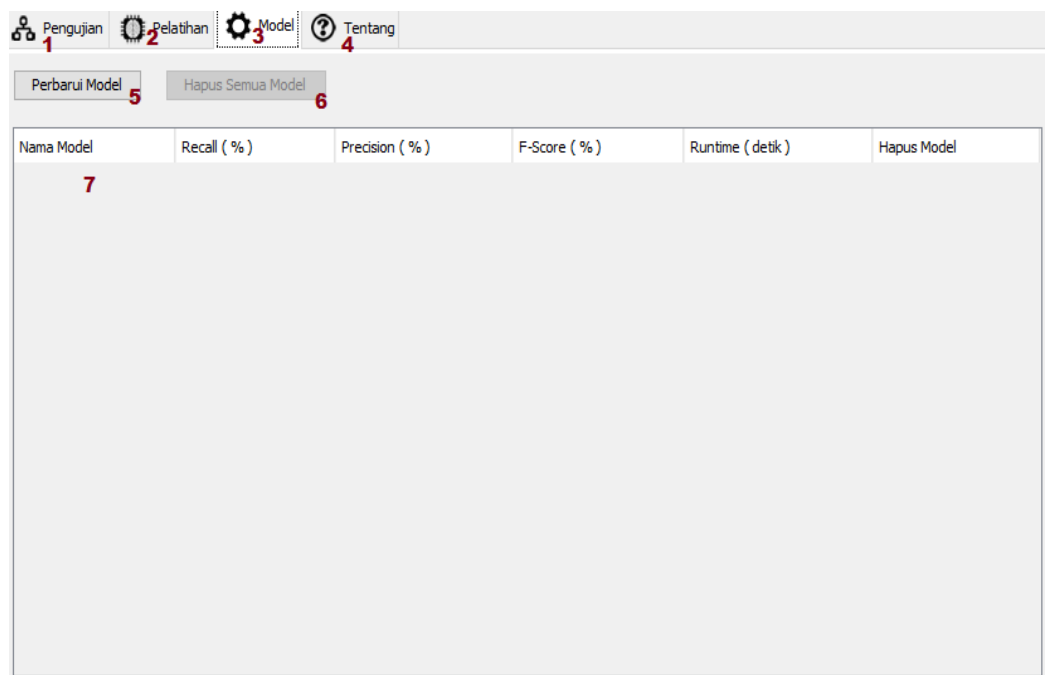 Pengujian Pelatihan Model Tentang
1 2 3 4
Perbarui Model Hapus Semua Model
5 6
Nama Model Recall ( % ) Precision ( % ) F-Score ( % ) Runtime ( detik ) Hapus Model
7